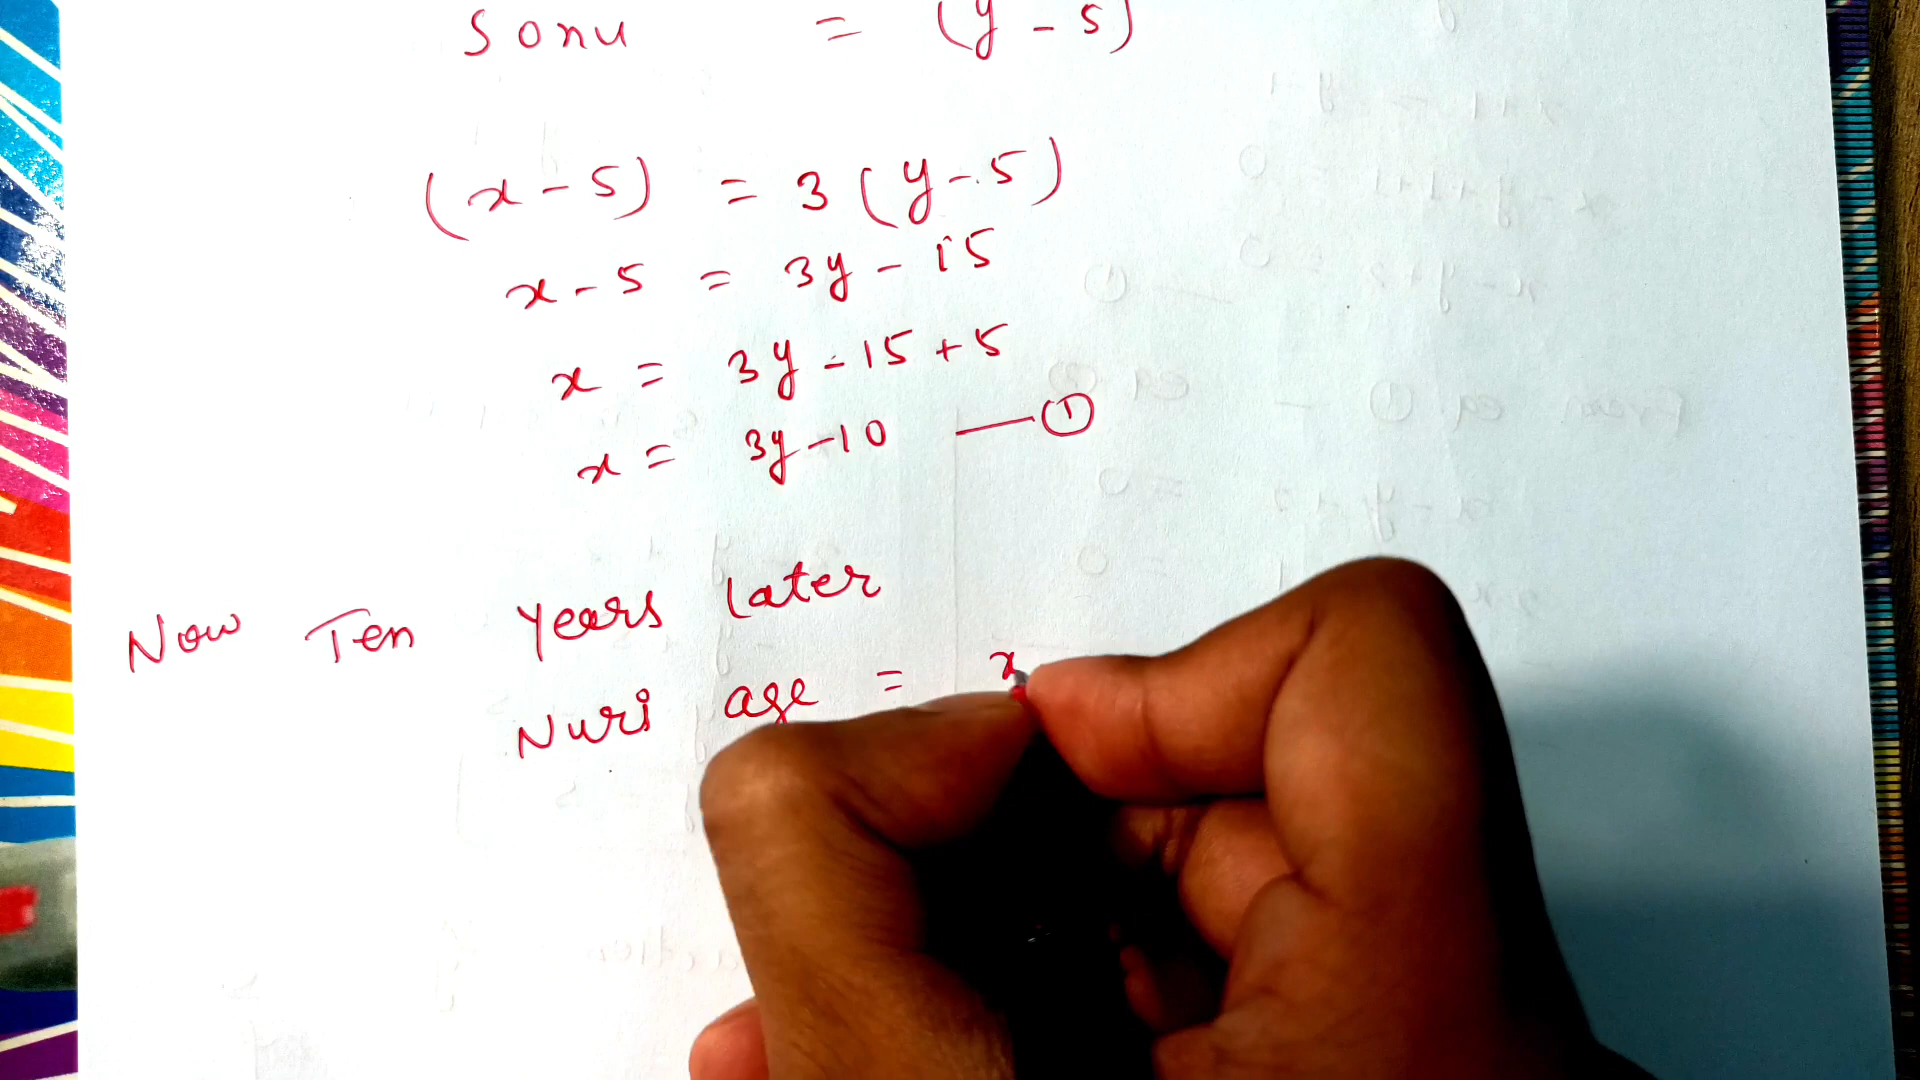 Sonu = (y - 5)
(x - 5) = 3 (y - 5)
x - 5 = 3y - 15
x = 3y - 15 + 5
x = 3y - 10 — ①
Now Ten Years Later
Nuri age = x